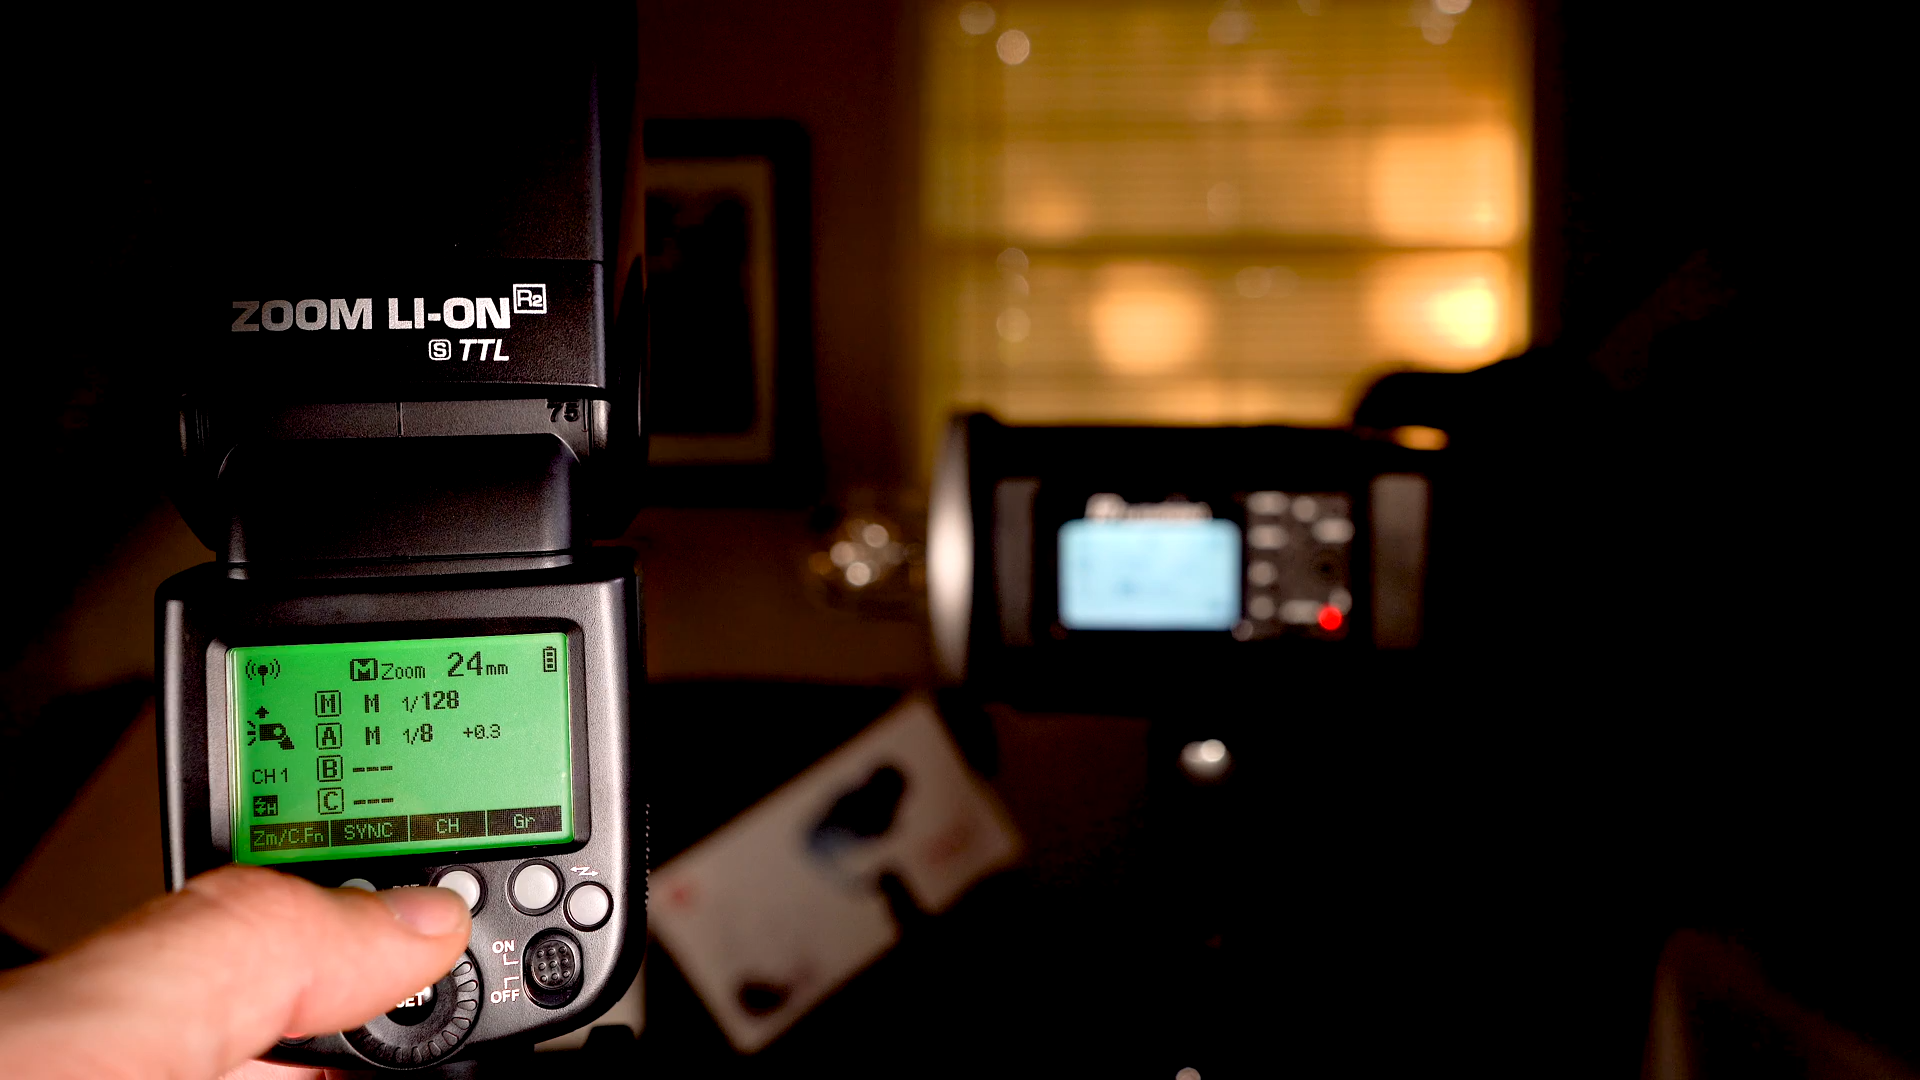 ZOOM LI-ON R2
S TTL
75
M Zoom 24mm
M M 1/128
A M 1/8 +0.3
B ---
CH 1
C ---
H
Zm/C.Fn SYNC CH Gr
ON
OFF